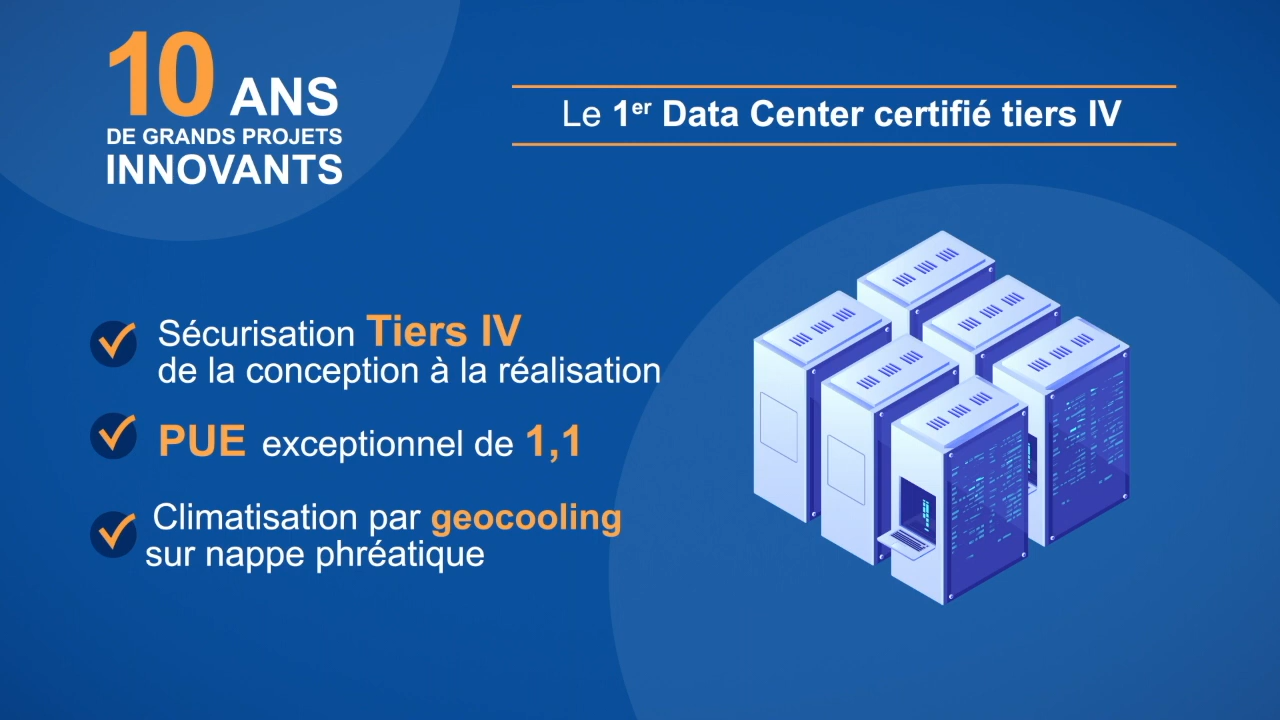 10 ANS
DE GRANDS PROJETS
INNOVANTS
Le 1er Data Center certifié tiers IV
Sécurisation Tiers IV
de la conception à la réalisation
PUE exceptionnel de 1,1
Climatisation par geocooling
sur nappe phréatique